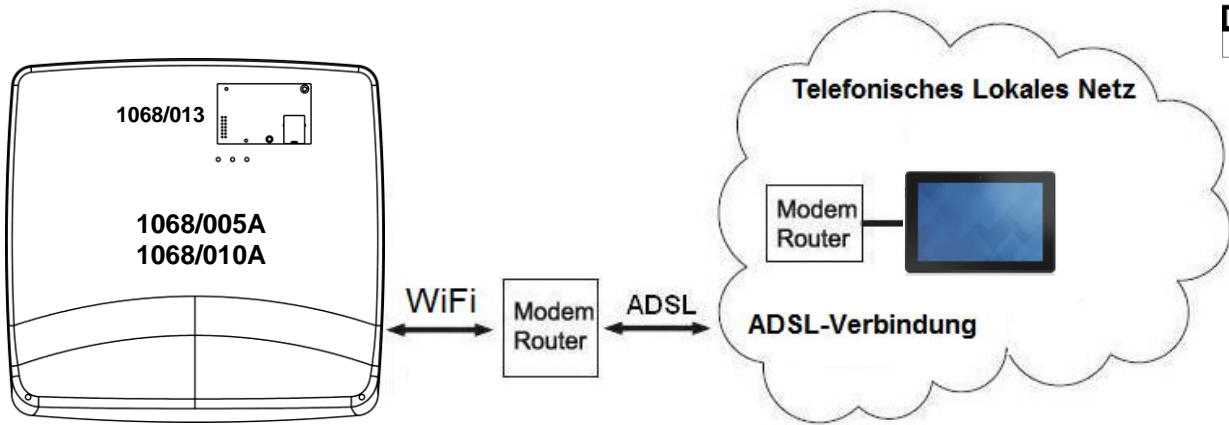 1068/013
1068/005A
1068/010A
WiFi
Modem
Router
ADSL
Telefonisches Lokales Netz
Modem
Router
ADSL-Verbindung